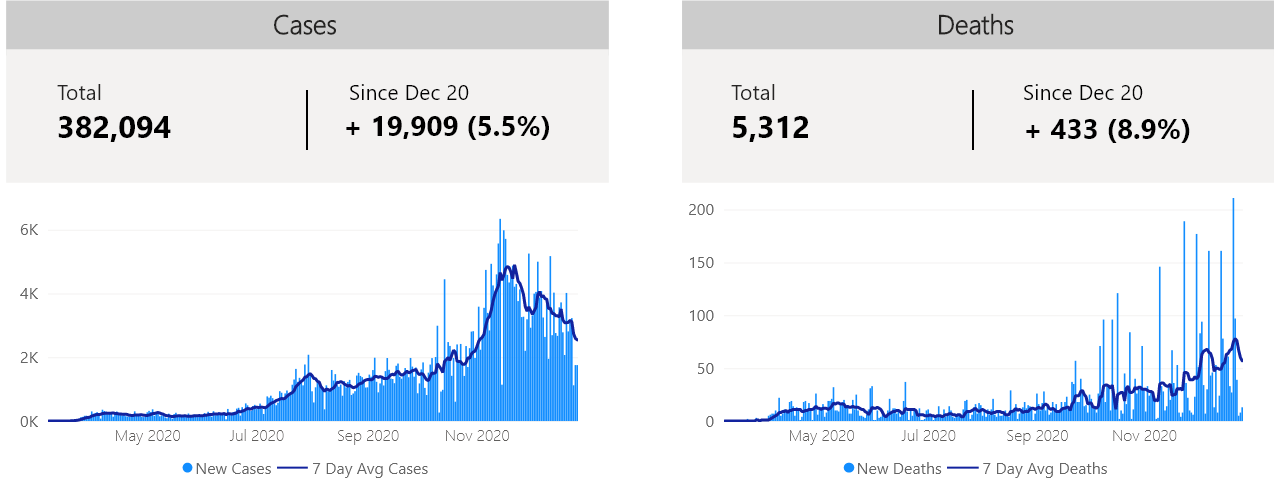 Cases
Total
382,094
Since Dec 20
+ 19,909 (5.5%)
6K
4K
2K
0K
May 2020
Jul 2020
Sep 2020
Nov 2020
New Cases
7 Day Avg Cases
Deaths
Total
5,312
Since Dec 20
+ 433 (8.9%)
200
150
100
50
0
May 2020
Jul 2020
Sep 2020
Nov 2020
New Deaths
7 Day Avg Deaths